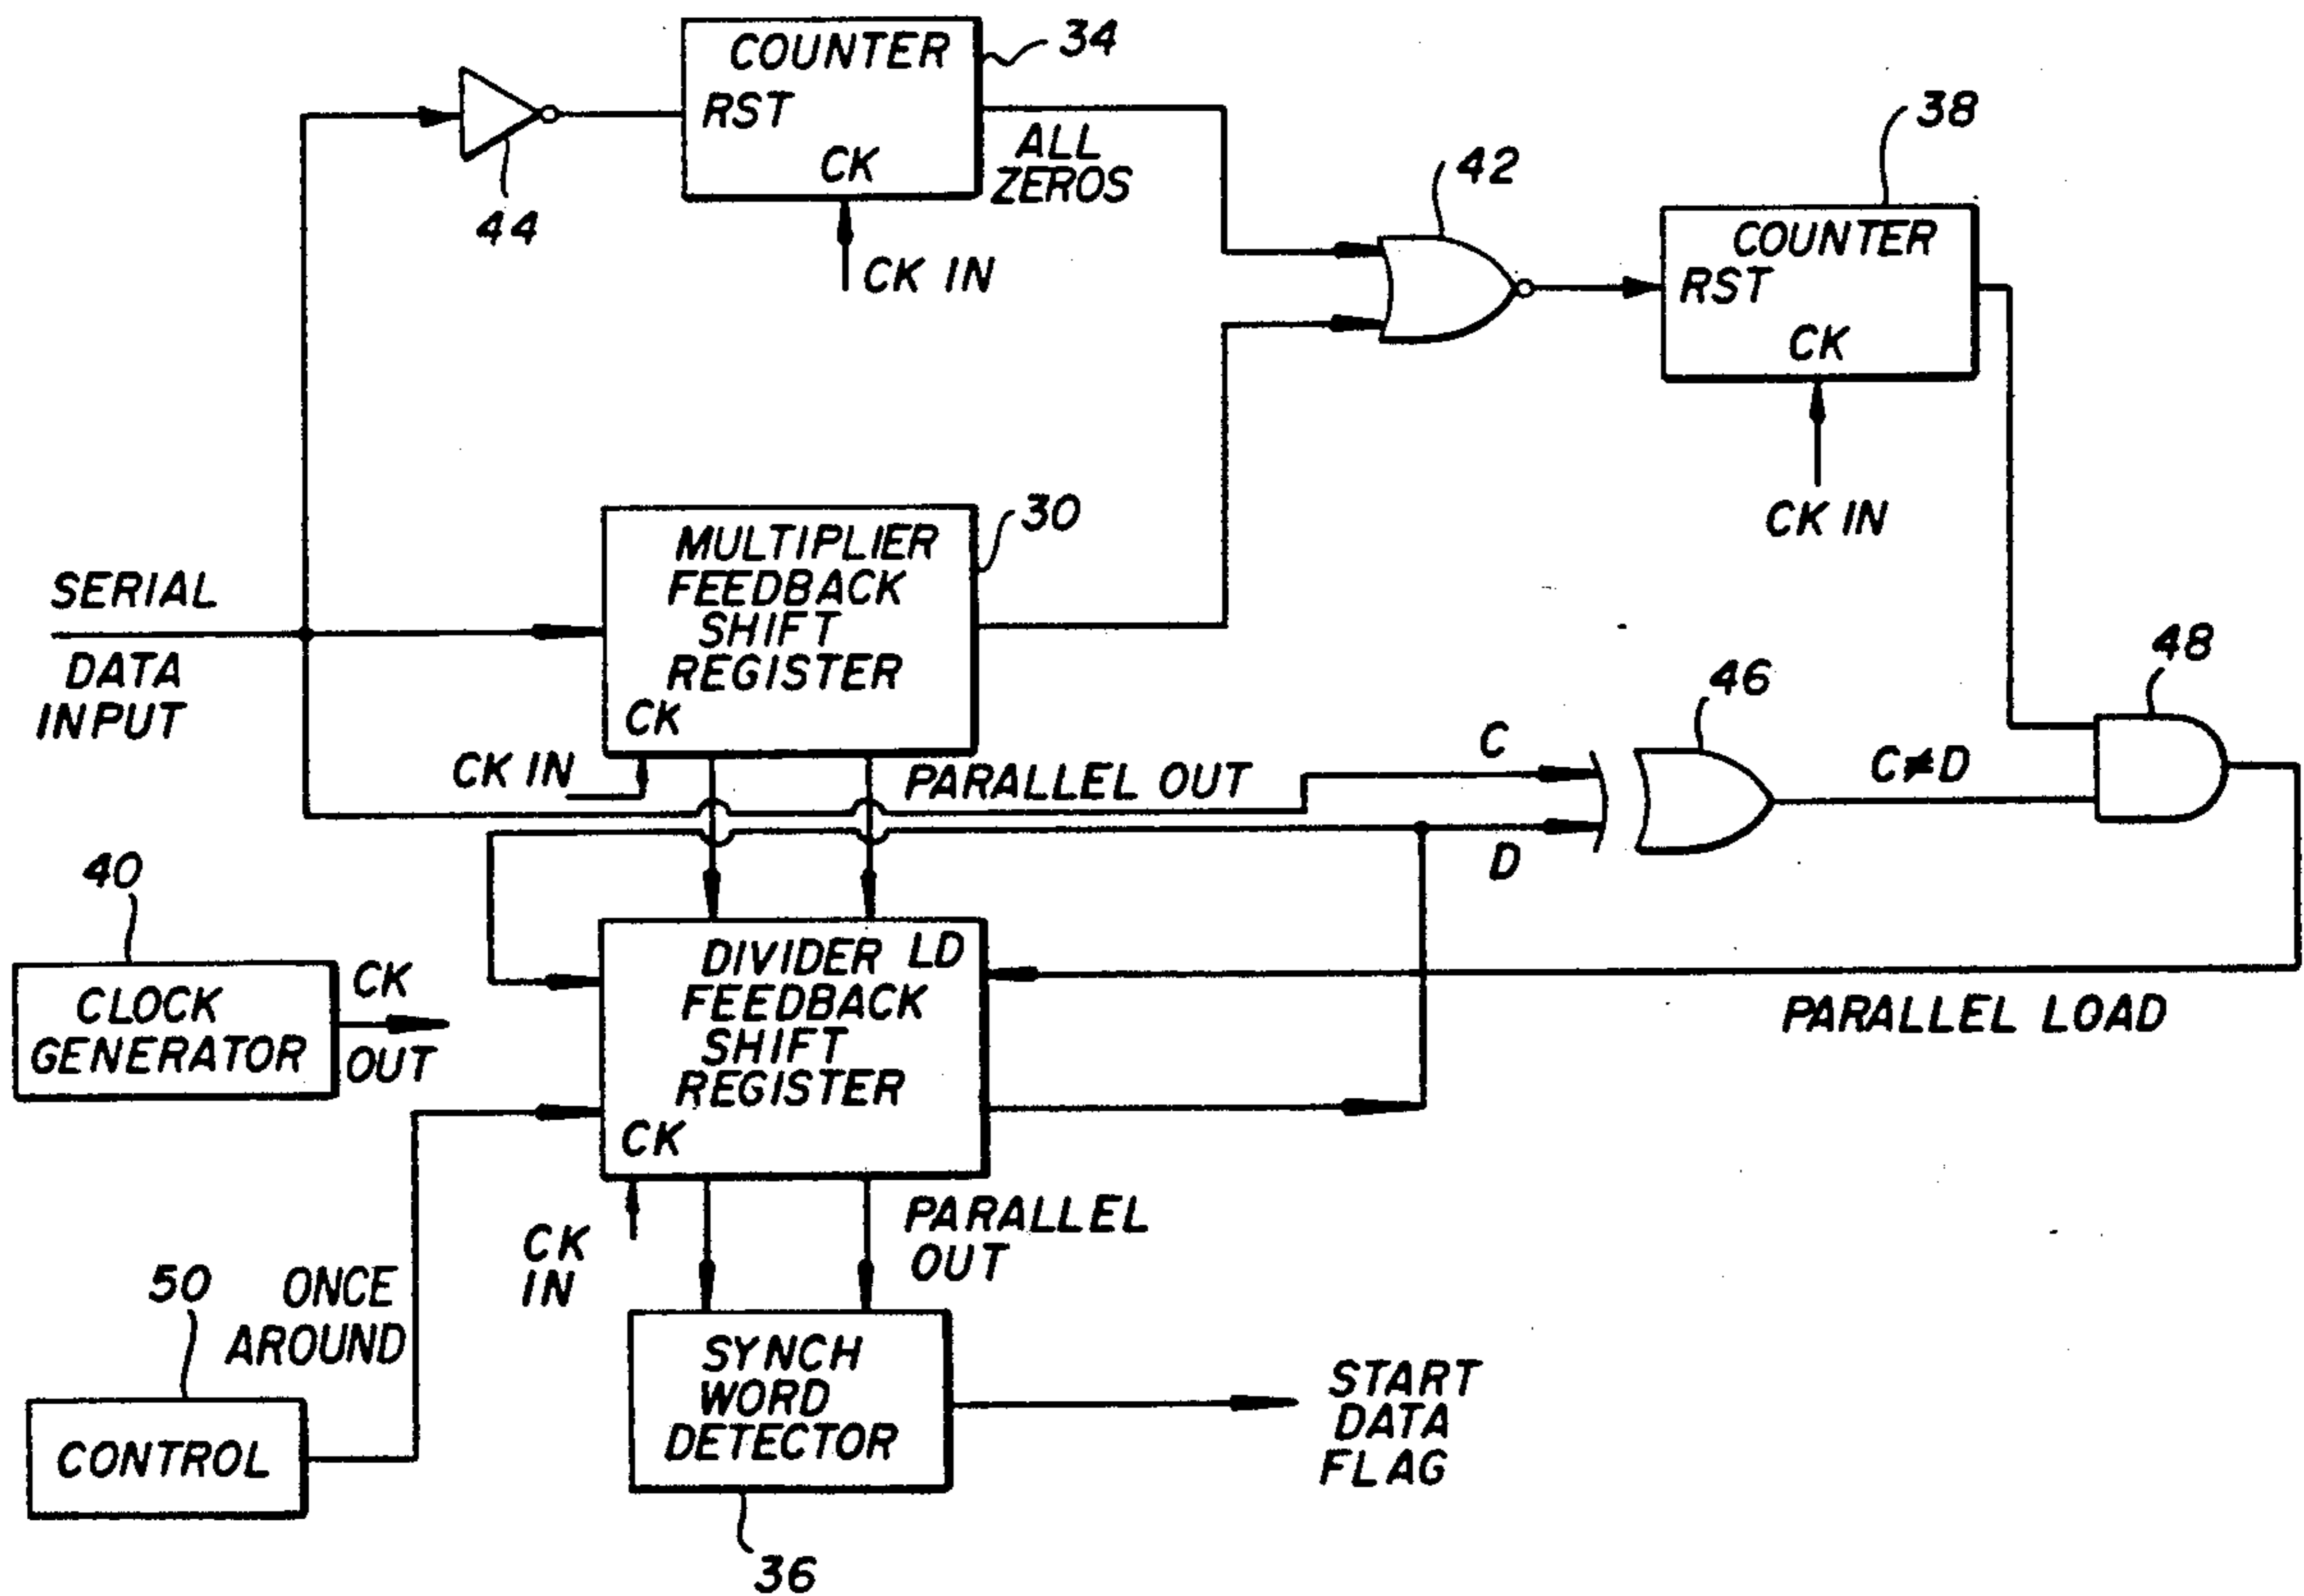 COUNTER
RST
CK
34
ALL
ZEROS
44
CK IN
42
38
COUNTER
RST
CK
CK IN
SERIAL
DATA
INPUT
MULTIPLIER
FEEDBACK
SHIFT
REGISTER
CK
30
CK IN
PARALLEL OUT
C
D
46
C≠D
48
40
CLOCK
GENERATOR
CK
OUT
DIVIDER LD
FEEDBACK
SHIFT
REGISTER
CK
PARALLEL LOAD
CK
IN
PARALLEL
OUT
50
ONCE
AROUND
CONTROL
SYNCH
WORD
DETECTOR
START
DATA
FLAG
36